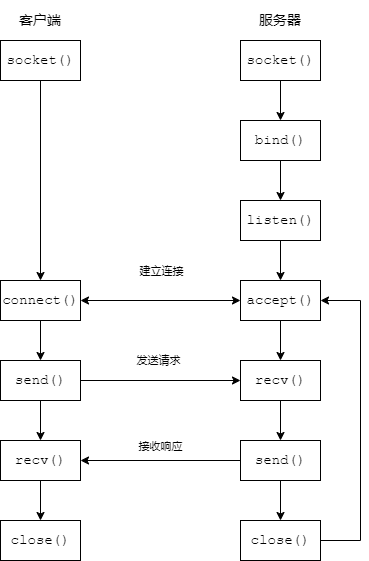 客户端 服务器
socket() socket()
bind()
listen()
建立连接
connect() accept()
发送请求
send() recv()
接收响应
recv() send()
close() close()